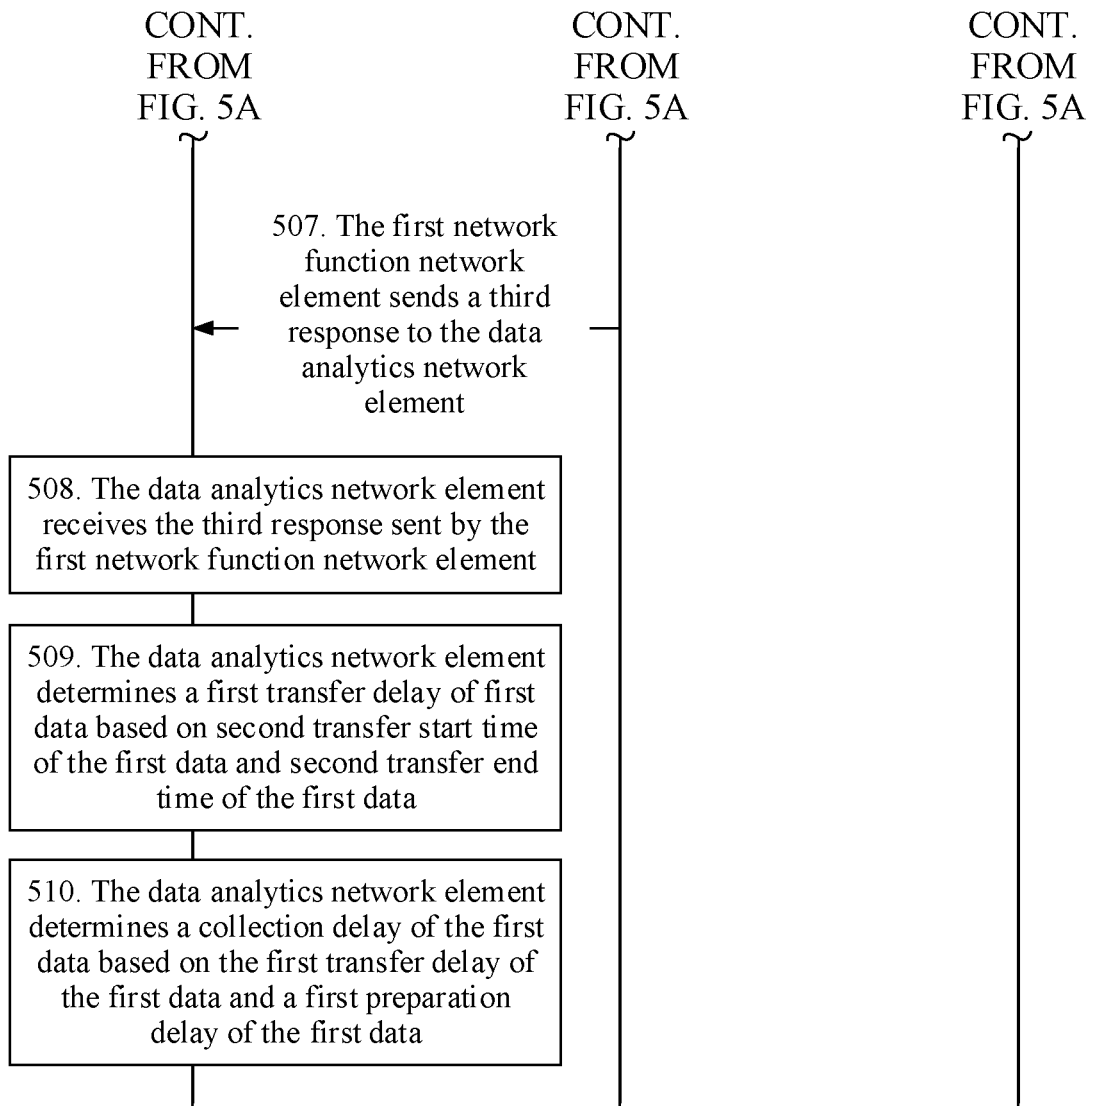 CONT.
FROM
FIG. 5A
CONT.
FROM
FIG. 5A
CONT.
FROM
FIG. 5A
507. The first network
function network
element sends a third
response to the data
analytics network
element
508. The data analytics network element
receives the third response sent by the
first network function network element
509. The data analytics network element
determines a first transfer delay of first
data based on second transfer start time
of the first data and second transfer end
time of the first data
510. The data analytics network element
determines a collection delay of the first
data based on the first transfer delay of
the first data and a first preparation
delay of the first data